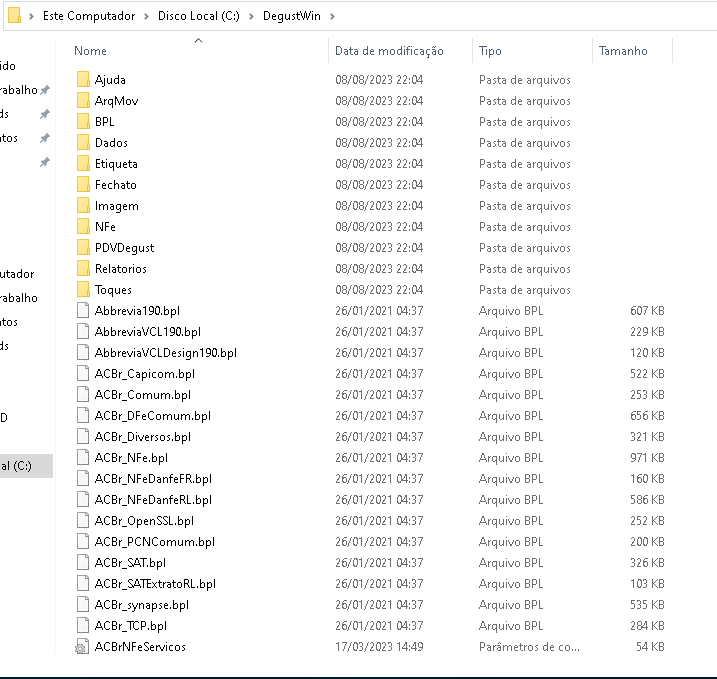 Este Computador > Disco Local (C:) > DegustWin >
Nome Data de modificação Tipo Tamanho
Ajuda 08/08/2023 22:04 Pasta de arquivos
ArqMov 08/08/2023 22:04 Pasta de arquivos
BPL 08/08/2023 22:04 Pasta de arquivos
Dados 08/08/2023 22:04 Pasta de arquivos
Etiqueta 08/08/2023 22:04 Pasta de arquivos
Fechato 08/08/2023 22:04 Pasta de arquivos
Imagem 08/08/2023 22:04 Pasta de arquivos
NFe 08/08/2023 22:04 Pasta de arquivos
PDVDegust 08/08/2023 22:04 Pasta de arquivos
Relatorios 08/08/2023 22:04 Pasta de arquivos
Toques 08/08/2023 22:04 Pasta de arquivos
Abbrevia190.bpl 26/01/2021 04:37 Arquivo BPL 607 KB
AbbreviaVCL190.bpl 26/01/2021 04:37 Arquivo BPL 229 KB
AbbreviaVCLDesign190.bpl 26/01/2021 04:37 Arquivo BPL 120 KB
ACBr_Capicom.bpl 26/01/2021 04:37 Arquivo BPL 522 KB
ACBr_Comum.bpl 26/01/2021 04:37 Arquivo BPL 253 KB
ACBr_DFeComum.bpl 26/01/2021 04:37 Arquivo BPL 656 KB
ACBr_Diversos.bpl 26/01/2021 04:37 Arquivo BPL 321 KB
ACBr_NFe.bpl 26/01/2021 04:37 Arquivo BPL 971 KB
ACBr_NFeDanfeFR.bpl 26/01/2021 04:37 Arquivo BPL 160 KB
ACBr_NFeDanfeRL.bpl 26/01/2021 04:37 Arquivo BPL 586 KB
ACBr_OpenSSL.bpl 26/01/2021 04:37 Arquivo BPL 252 KB
ACBr_PCNComum.bpl 26/01/2021 04:37 Arquivo BPL 200 KB
ACBr_SAT.bpl 26/01/2021 04:37 Arquivo BPL 326 KB
ACBr_SATExtratoRL.bpl 26/01/2021 04:37 Arquivo BPL 103 KB
ACBr_synapse.bpl 26/01/2021 04:37 Arquivo BPL 535 KB
ACBr_TCP.bpl 26/01/2021 04:37 Arquivo BPL 284 KB
ACBrNFeServicos 17/03/2023 14:49 Parâmetros de co... 54 KB
ido
rabalho
ds
tos
utador
rabalho
tos
ds
D
al (C:)